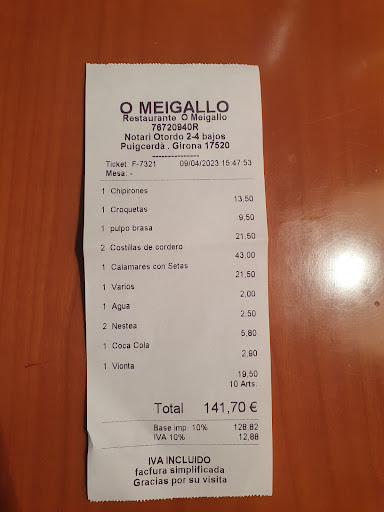 O MEIGALLO
Restaurante O Meigallo
76720840R
Notari Otordo 2-4 bajos
Puigcerdà . Girona 17520
------------
Ticket: F-7321 09/04/2023 15:47:53
Mesa: -
1 Chipirones
13,50
1 Croquetas
9,50
1 pulpo brasa
21,50
2 Costillas de cordero
43,00
1 Calamares con Setas
21,50
1 Varios
2,00
1 Agua
2,50
2 Nestea
5,80
1 Coca Cola
2,90
1 Vionta
19,50
10 Arts.
Total 141,70 €
Base imp. 10% 128,82
IVA 10% 12,88
IVA INCLUIDO
factura simplificada
Gracias por su visita